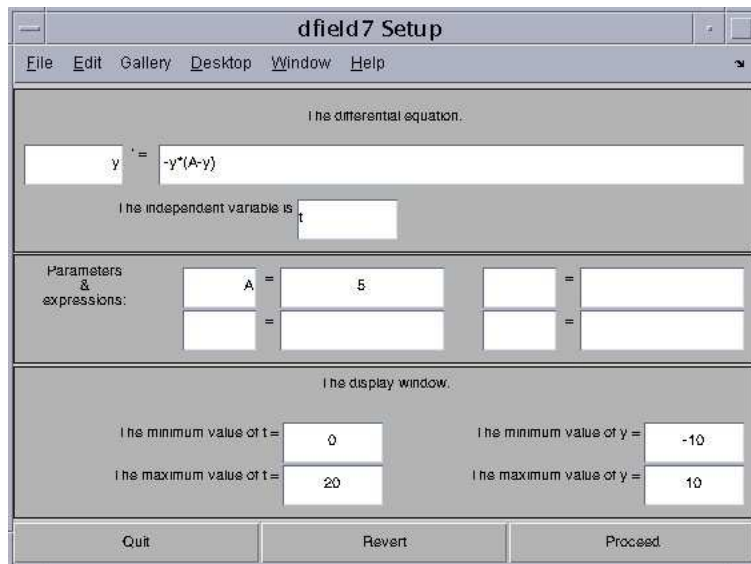 dfield7 Setup
File Edit Gallery Desktop Window Help
The differential equation.
y ' = -y*(A-y)
The independent variable is t
Parameters
&
expressions:
A = 5 =
= =
The display window.
The minimum value of t = 0 The minimum value of y = -10
The maximum value of t = 20 The maximum value of y = 10
Quit Revert Proceed